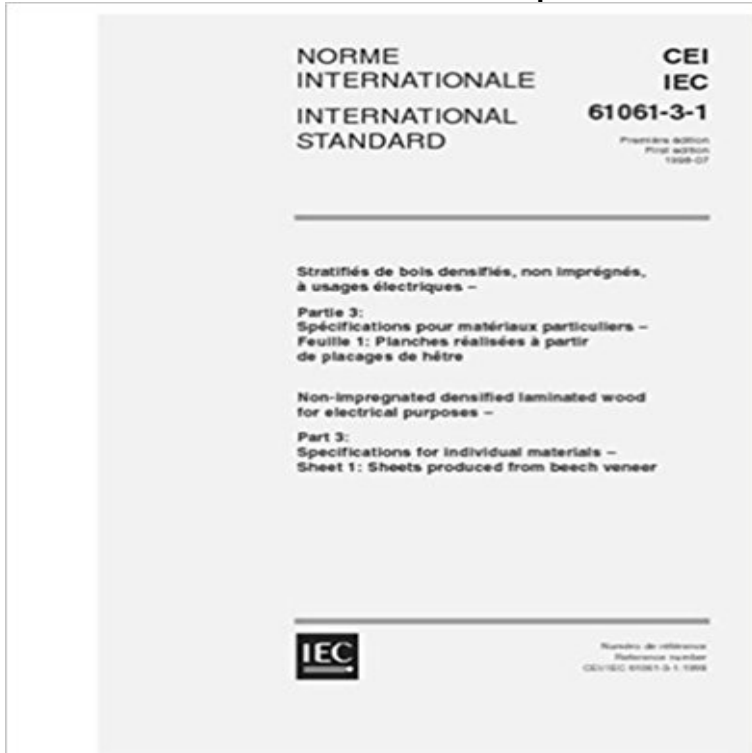 NORME
INTERNATIONALE
INTERNATIONAL
STANDARD
CEI
IEC
61061-3-1
Première édition
First edition
1998-07
Stratifiés de bois densifiés, non imprégnés,
à usages électriques –
Partie 3:
Spécifications pour matériaux particuliers –
Feuille 1: Planches réalisées à partir
de placages de hêtre
Non-impregnated densified laminated wood
for electrical purposes –
Part 3:
Specifications for individual materials –
Sheet 1: Sheets produced from beech veneer
IEC
Numéro de référence
Reference number
CEI/IEC 61061-3-1:1998